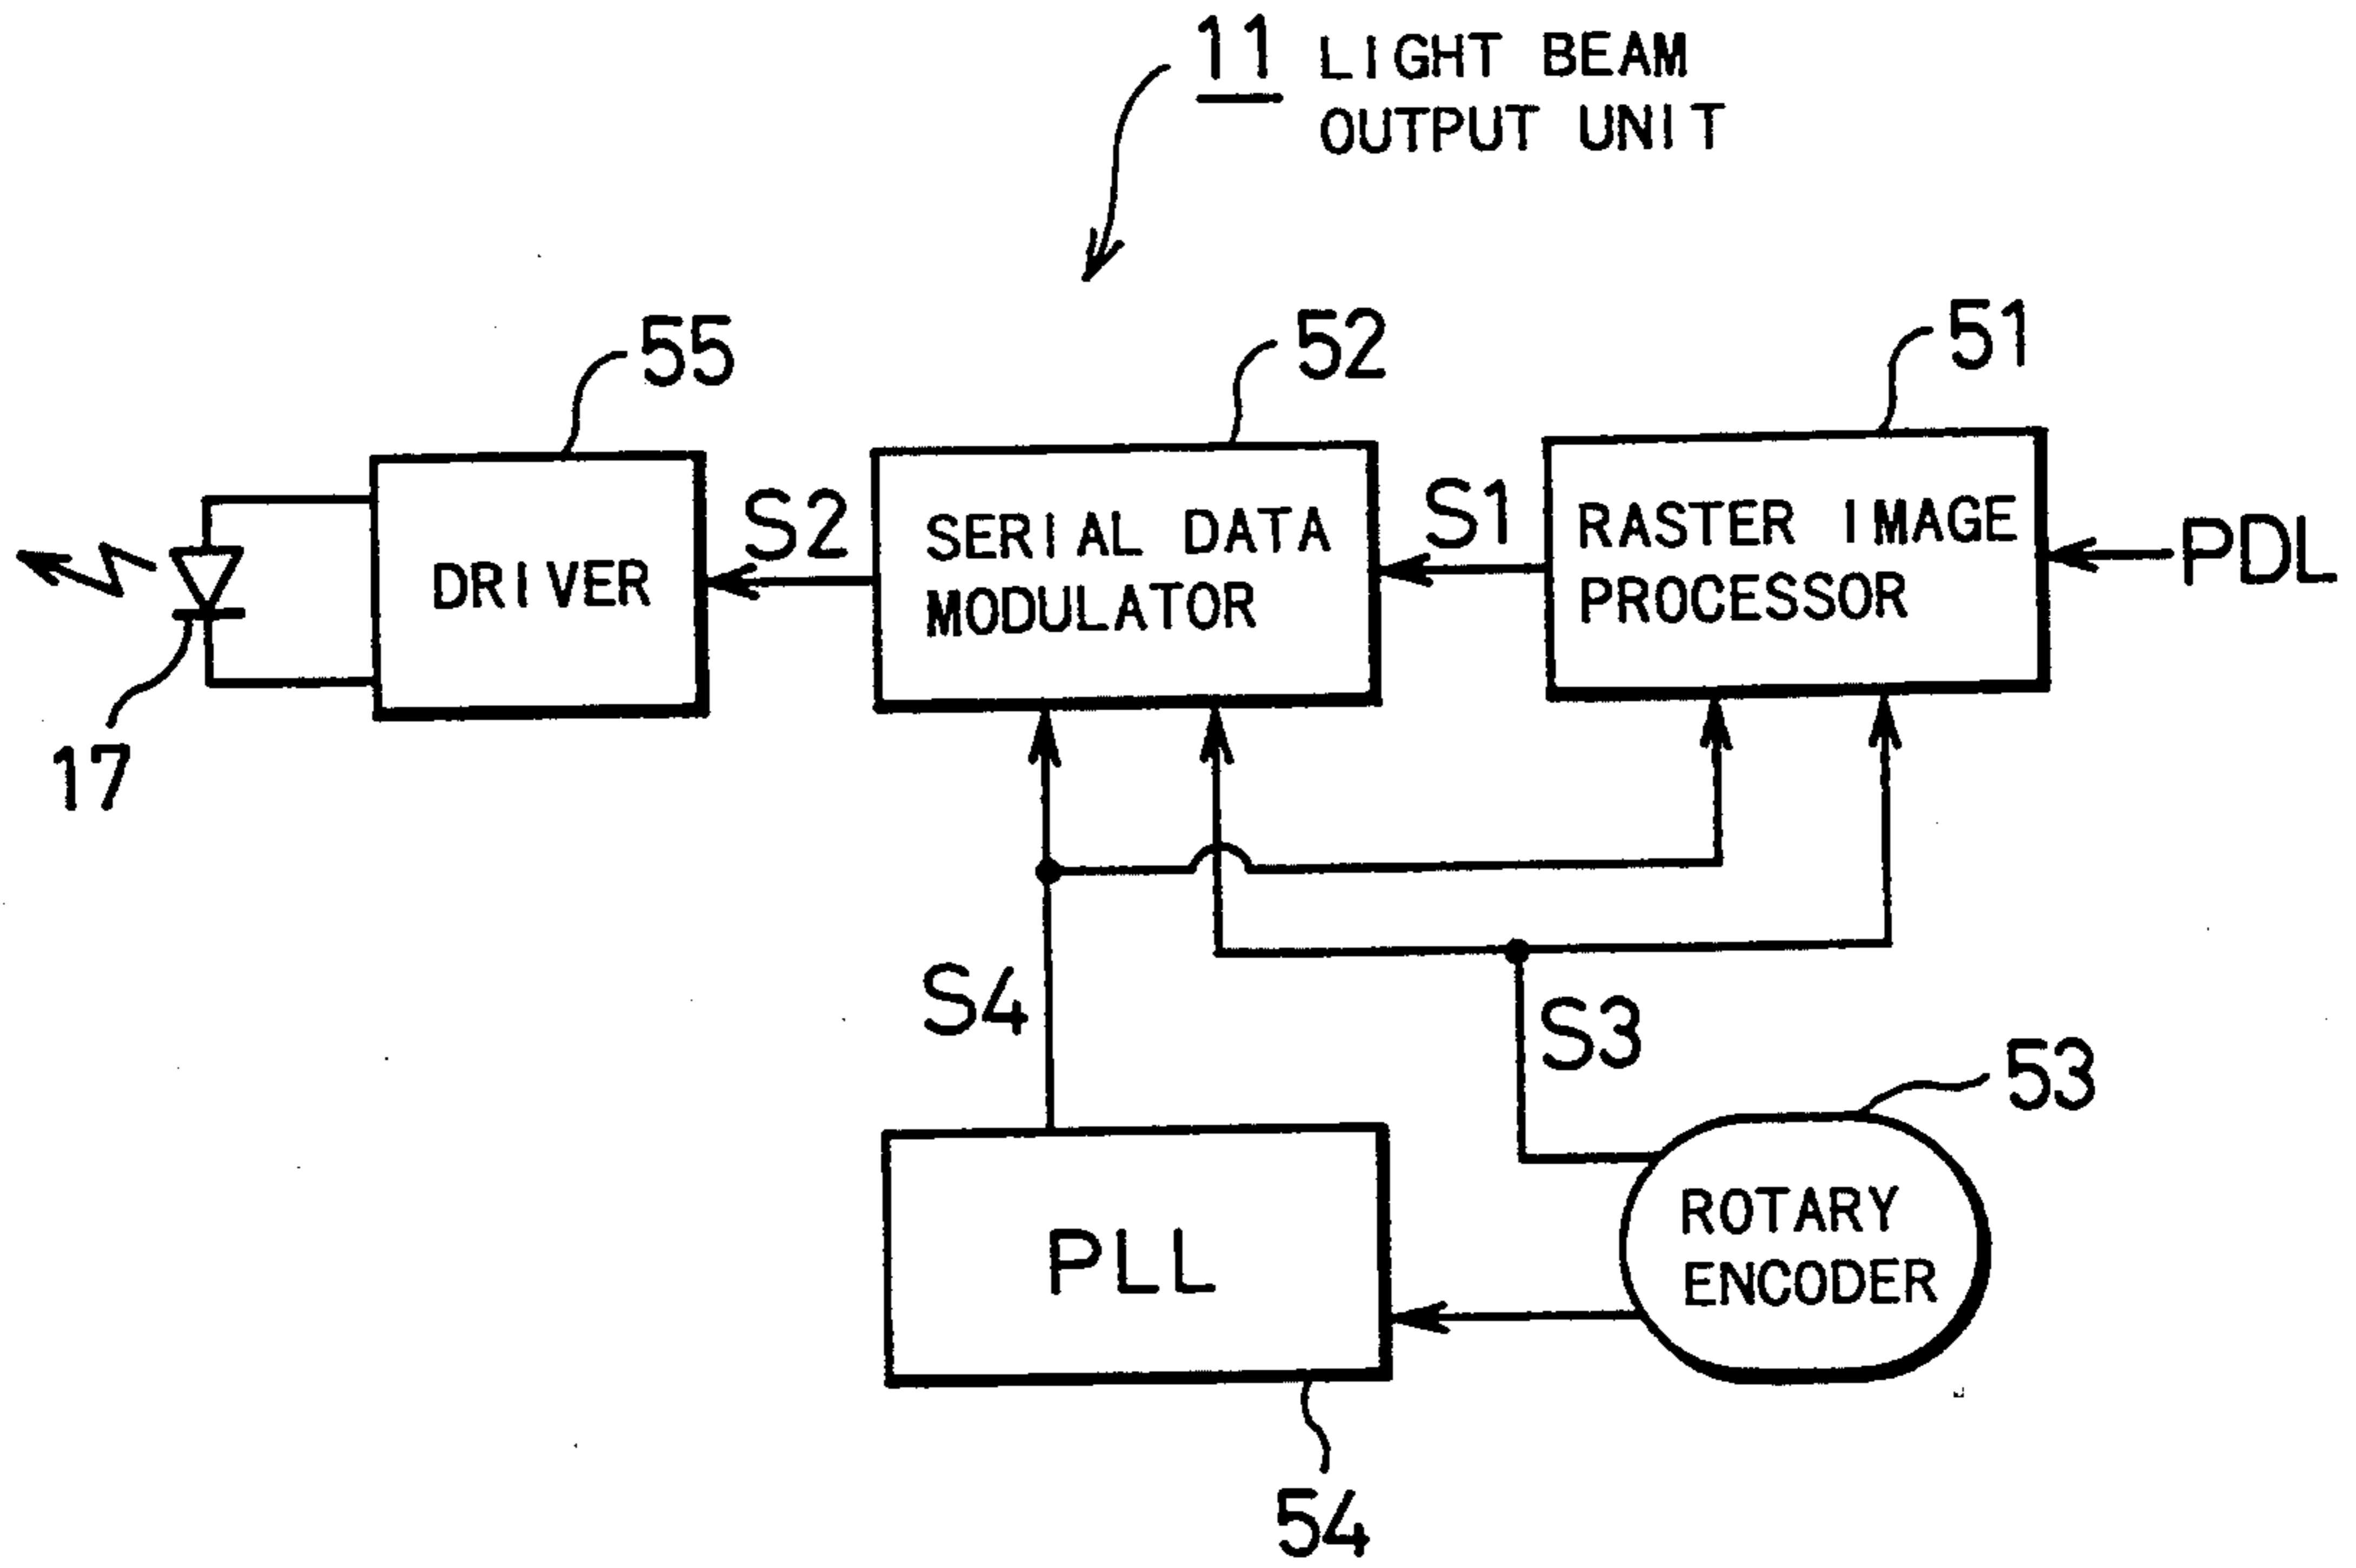 11 LIGHT BEAM
OUTPUT UNIT
55
52
51
S2
S1
DRIVER
SERIAL DATA
MODULATOR
RASTER IMAGE
PROCESSOR
PDL
17
S4
S3
53
PLL
ROTARY
ENCODER
54